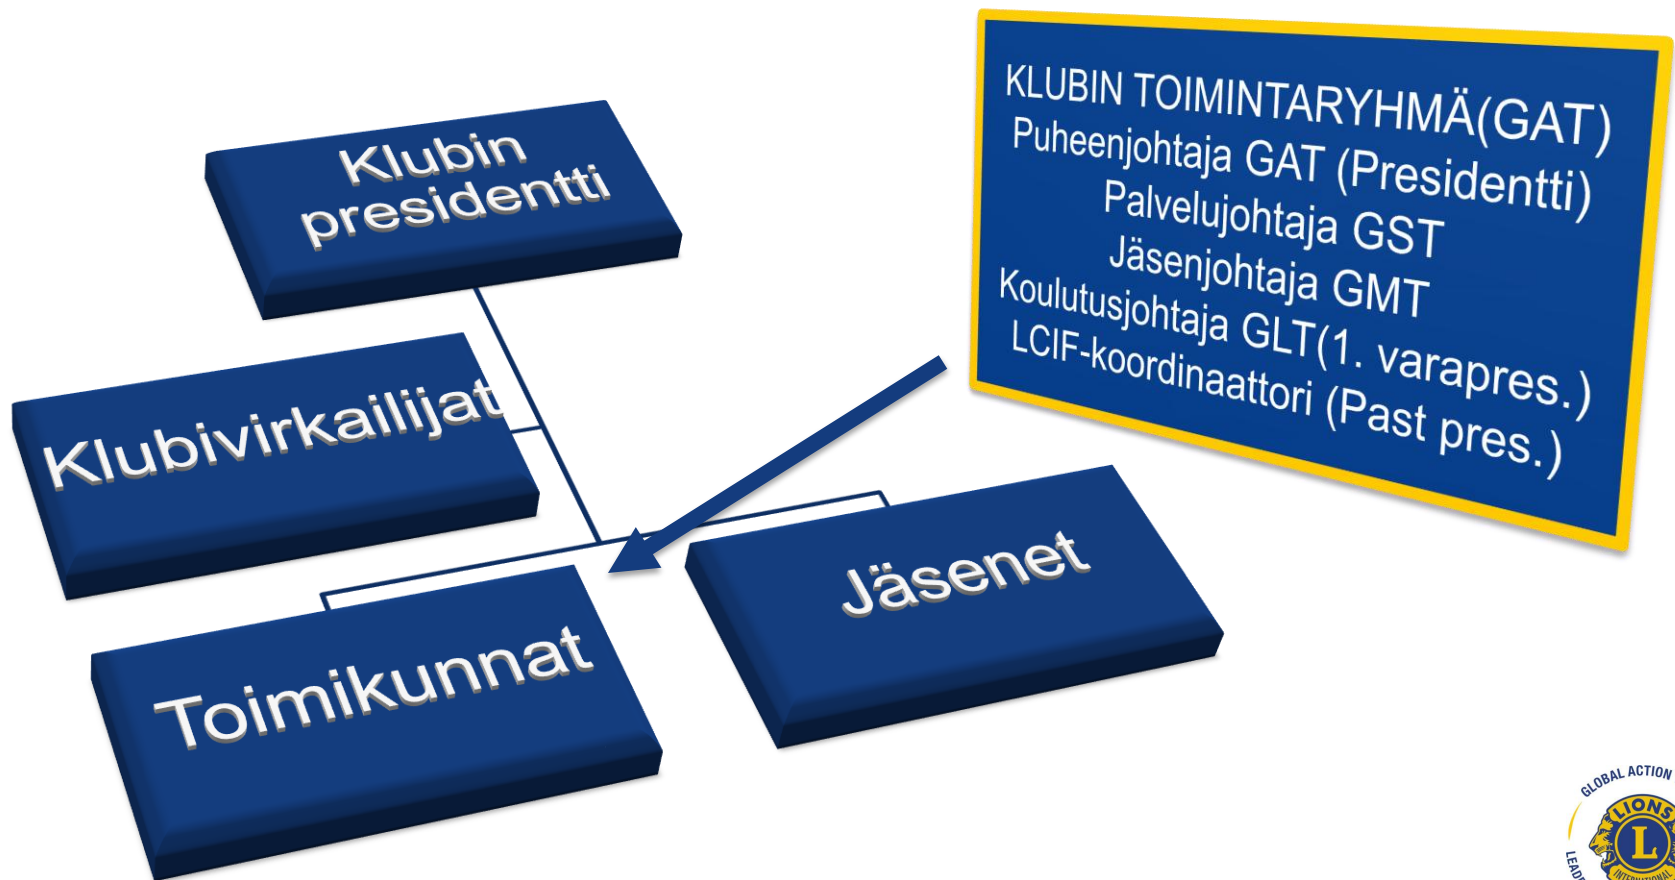 Klubin
presidentti
KLUBIN TOIMINTARYHMÄ(GAT)
Puheenjohtaja GAT (Presidentti)
Palvelujohtaja GST
Jäsenjohtaja GMT
Koulutusjohtaja GLT(1. varapres.)
LCIF-koordinaattori (Past pres.)
Klubivirkailijat
Jäsenet
Toimikunnat
GLOBAL ACTION
LIONS
L
INTERNATIONAL